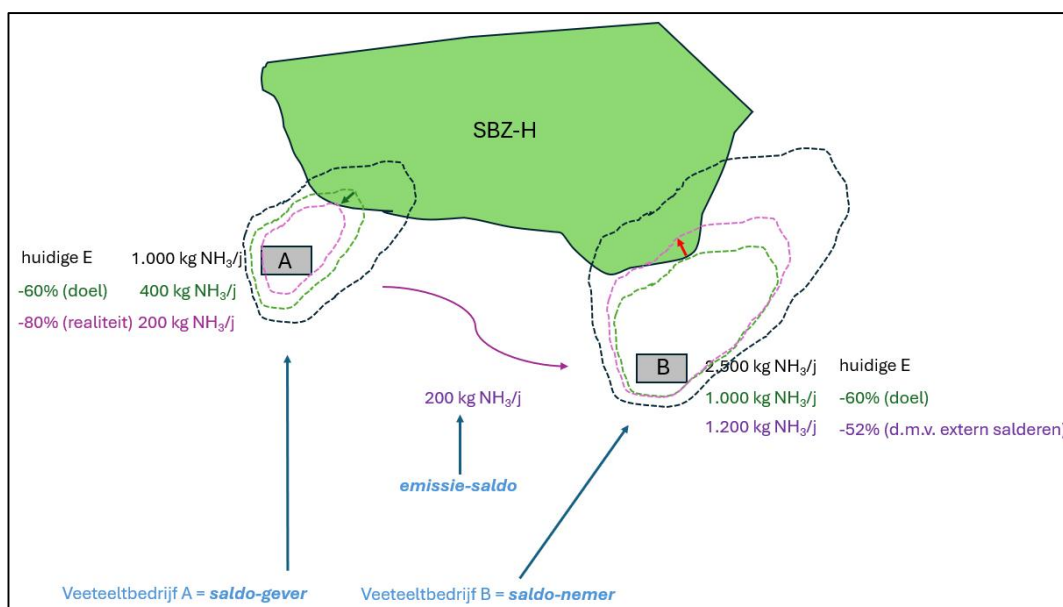 SBZ-H
A
huidige E 1.000 kg NH₃/j
-60% (doel) 400 kg NH₃/j
-80% (realiteit) 200 kg NH₃/j
B
2.500 kg NH₃/j huidige E
1.000 kg NH₃/j -60% (doel)
1.200 kg NH₃/j -52% (d.m.v. extern salderen)
200 kg NH₃/j
emissie-saldo
Veeteeltbedrijf A = saldo-gever
Veeteeltbedrijf B = saldo-nemer